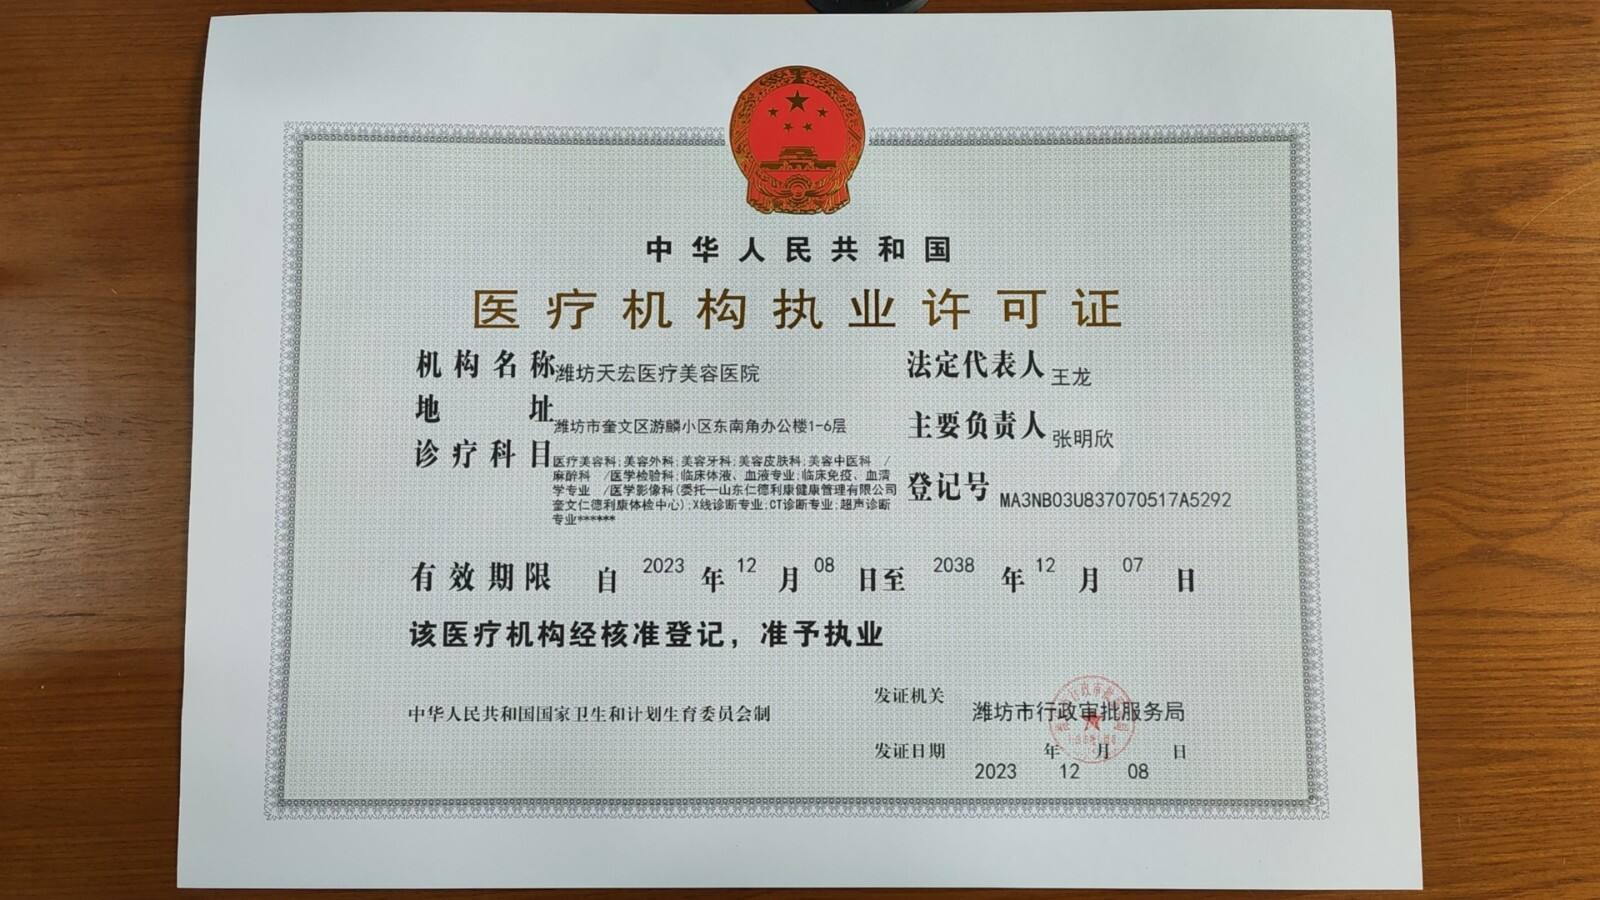 中华人民共和国
医疗机构执业许可证
机构名称 潍坊天宏医疗美容医院
法定代表人 王龙
地址 潍坊市奎文区游麟小区东南角办公楼1-6层
主要负责人 张明欣
诊疗科目 医疗美容科;美容外科;美容牙科;美容皮肤科;美容中医科 /
麻醉科 /医学检验科;临床体液、血液专业;临床免疫、血清
学专业 /医学影像科(委托—山东仁德利康健康管理有限公司
奎文仁德利康体检中心);X线诊断专业;CT诊断专业;超声诊断
专业******
登记号 MA3NB03U837070517A5292
有效期限 自 2023 年 12 月 08 日至 2038 年 12 月 07 日
该医疗机构经核准登记，准予执业
中华人民共和国国家卫生和计划生育委员会制
发证机关 潍坊市行政审批服务局
发证日期 年 月 日
2023 12 08